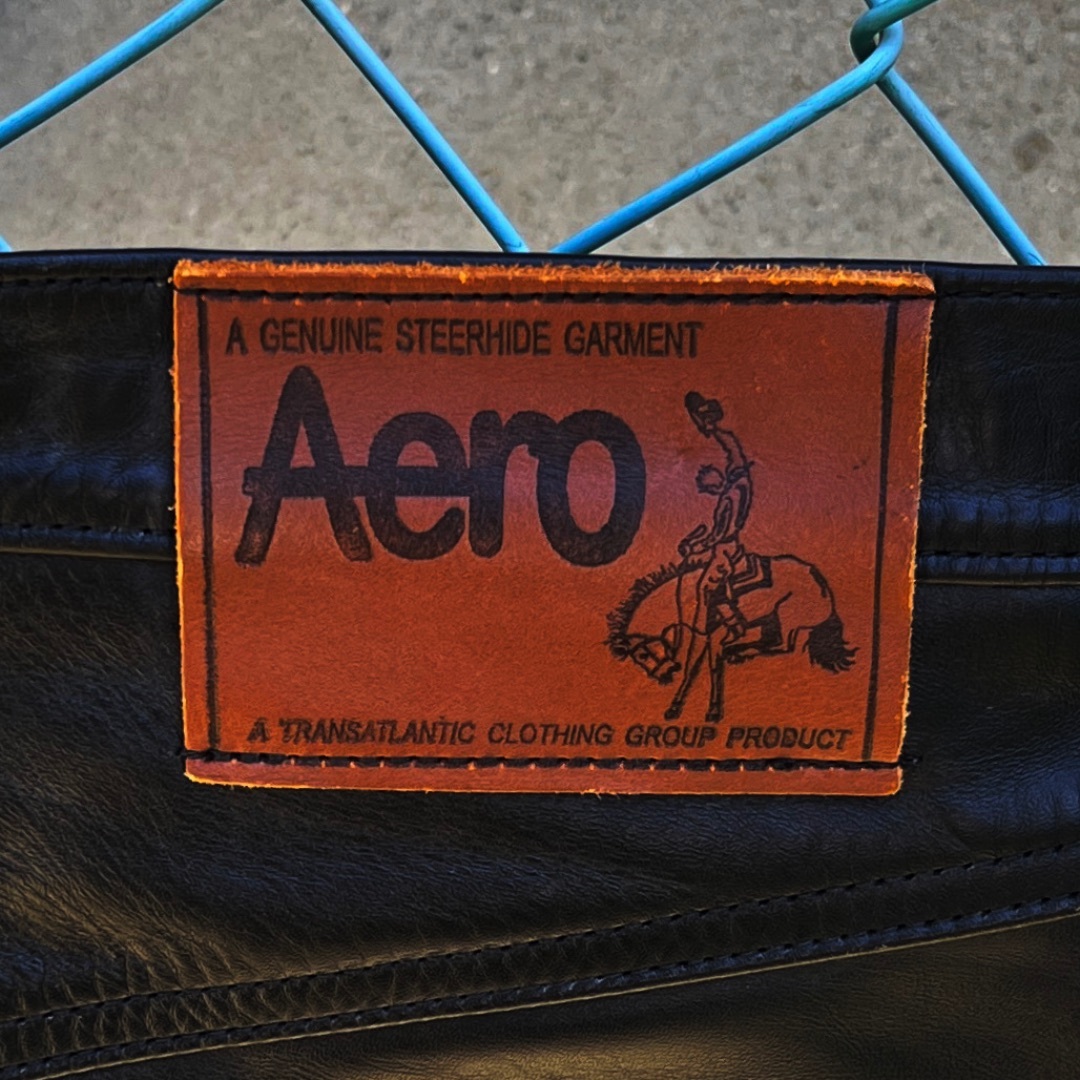 A GENUINE STEERHIDE GARMENT
Aero
A TRANSATLANTIC CLOTHING GROUP PRODUCT